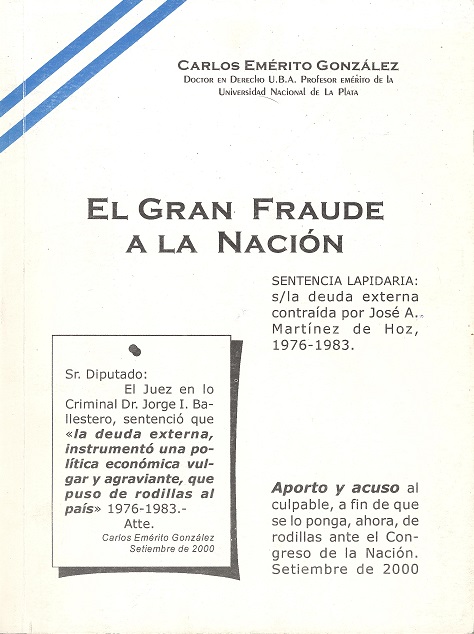 CARLOS EMÉRITO GONZÁLEZ
DOCTOR EN DERECHO U.B.A. PROFESOR EMÉRITO DE LA
UNIVERSIDAD NACIONAL DE LA PLATA
EL GRAN FRAUDE
A LA NACIÓN
SENTENCIA LAPIDARIA:
s/la deuda externa
contraída por José A.
Martínez de Hoz,
1976-1983.
Sr. Diputado:
El Juez en lo
Criminal Dr. Jorge I. Ba-
llestero, sentenció que
«la deuda externa,
instrumentó una po-
lítica económica vul-
gar y agraviante, que
puso de rodillas al
país» 1976-1983.-
Atte.
Carlos Emérito González
Setiembre de 2000
Aporto y acuso al
culpable, a fin de que
se lo ponga, ahora, de
rodillas ante el Con-
greso de la Nación.
Setiembre de 2000